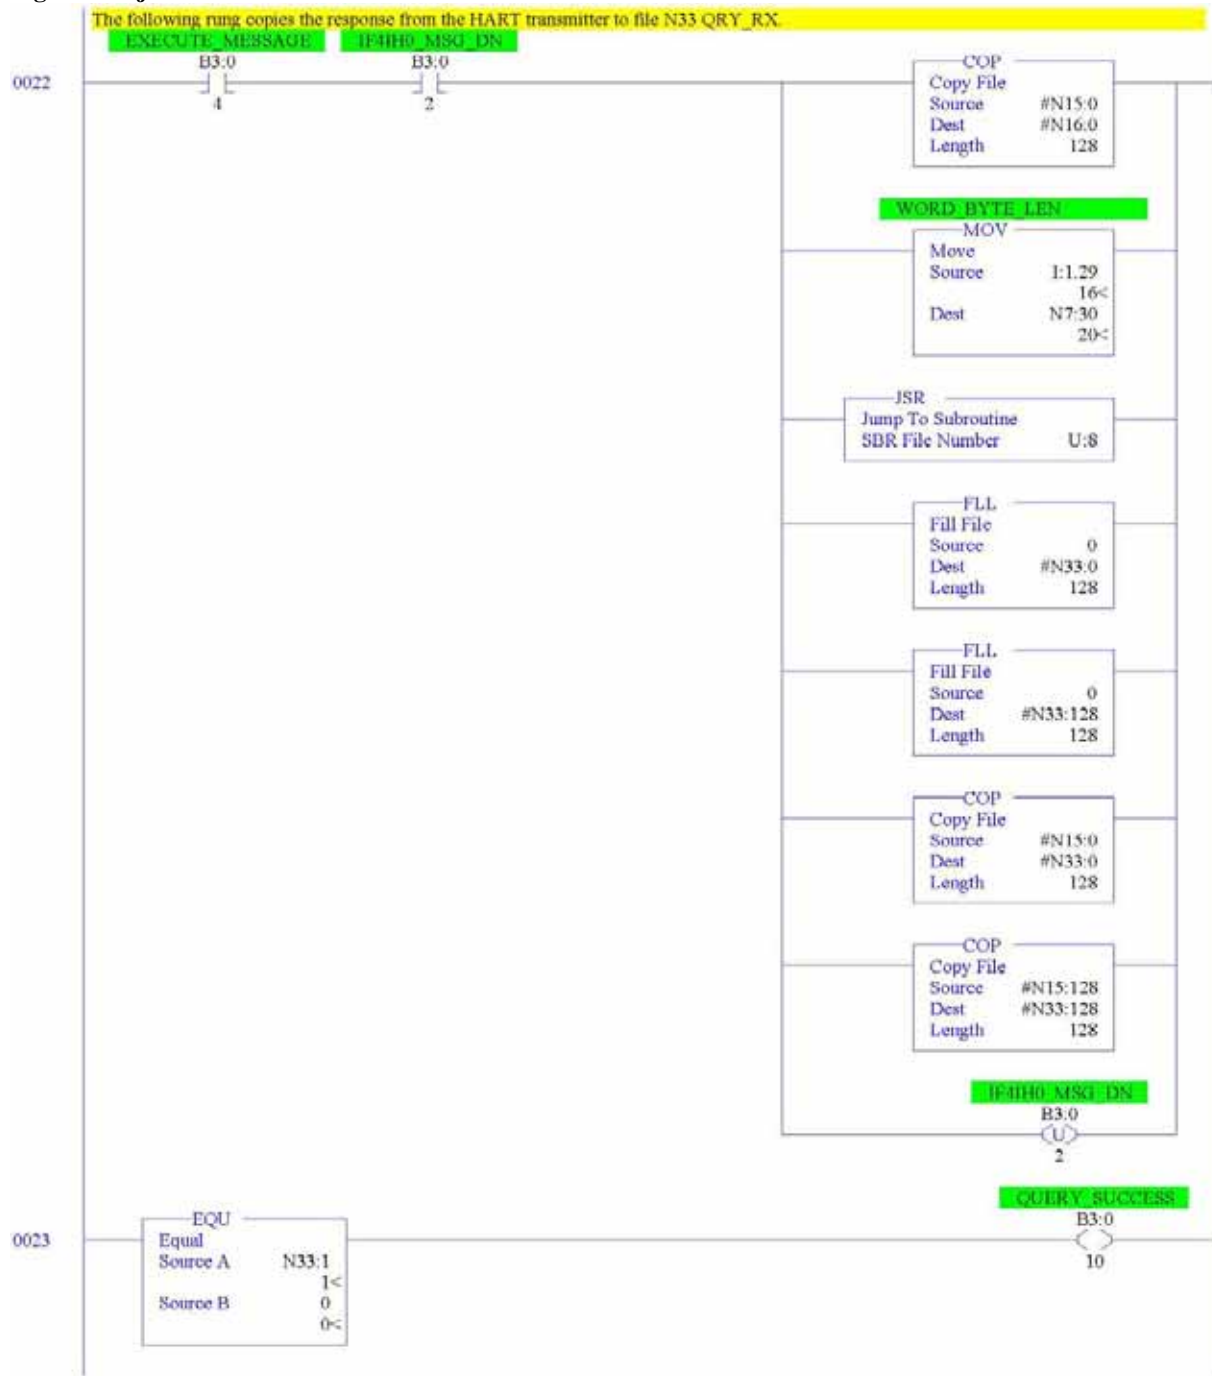 The following rung copies the response from the HART transmitter to file N33 QRY_RX.
EXECUTE_MESSAGE
IF4IH0_MSG_DN
B3:0
B3:0
0022
4
2
COP
Copy File
Source #N15:0
Dest #N16:0
Length 128
WORD_BYTE_LEN
MOV
Move
Source I:1.29
16<
Dest N7:30
20<
JSR
Jump To Subroutine
SBR File Number U:8
FLL
Fill File
Source 0
Dest #N33:0
Length 128
FLL
Fill File
Source 0
Dest #N33:128
Length 128
COP
Copy File
Source #N15:0
Dest #N33:0
Length 128
COP
Copy File
Source #N15:128
Dest #N33:128
Length 128
IF4IH0_MSG_DN
B3:0
U
2
QUERY_SUCCESS
0023
EQU
Equal
Source A N33:1
1<
Source B 0
0<
B3:0
10